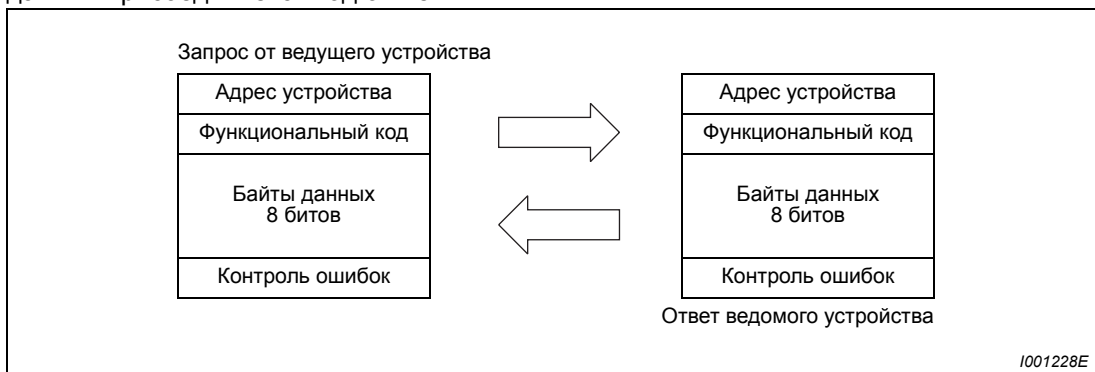 Запрос от ведущего устройства
Адрес устройства
Функциональный код
Байты данных
8 битов
Контроль ошибок
Адрес устройства
Функциональный код
Байты данных
8 битов
Контроль ошибок
Ответ ведомого устройства
I001228E